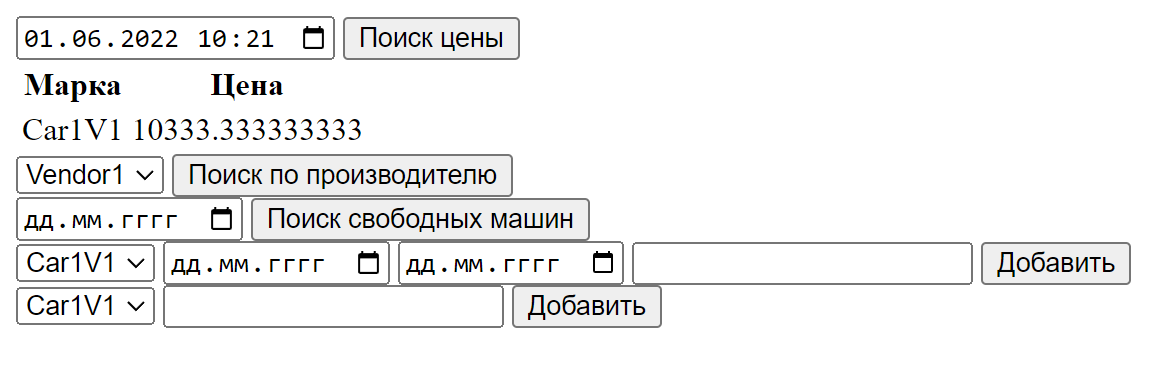 01.06.2022 10:21 Поиск цены
Марка Цена
Car1V1 10333.333333333
Vendor1 Поиск по производителю
дд.мм.гггг Поиск свободных машин
Car1V1 дд.мм.гггг дд.мм.гггг Добавить
Car1V1 Добавить